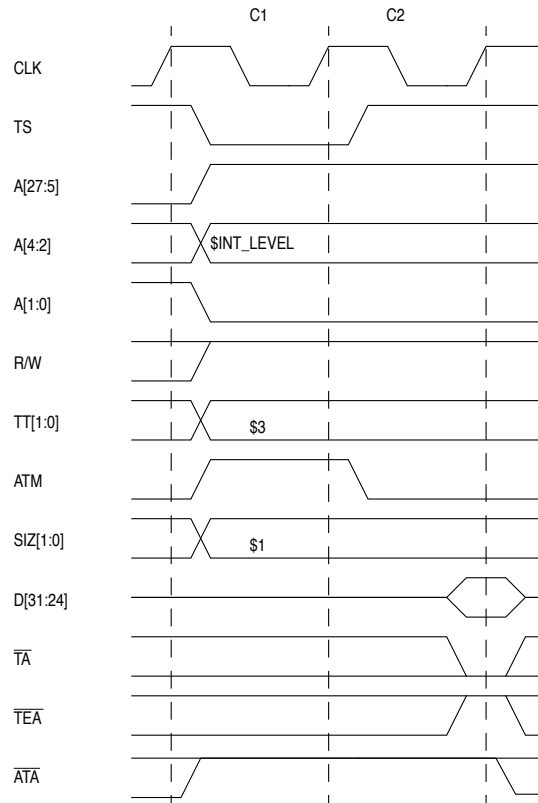 C1 C2
CLK
TS
A[27:5]
A[4:2] $INT_LEVEL
A[1:0]
R/W
TT[1:0] $3
ATM
SIZ[1:0] $1
D[31:24]
TA
TEA
ATA